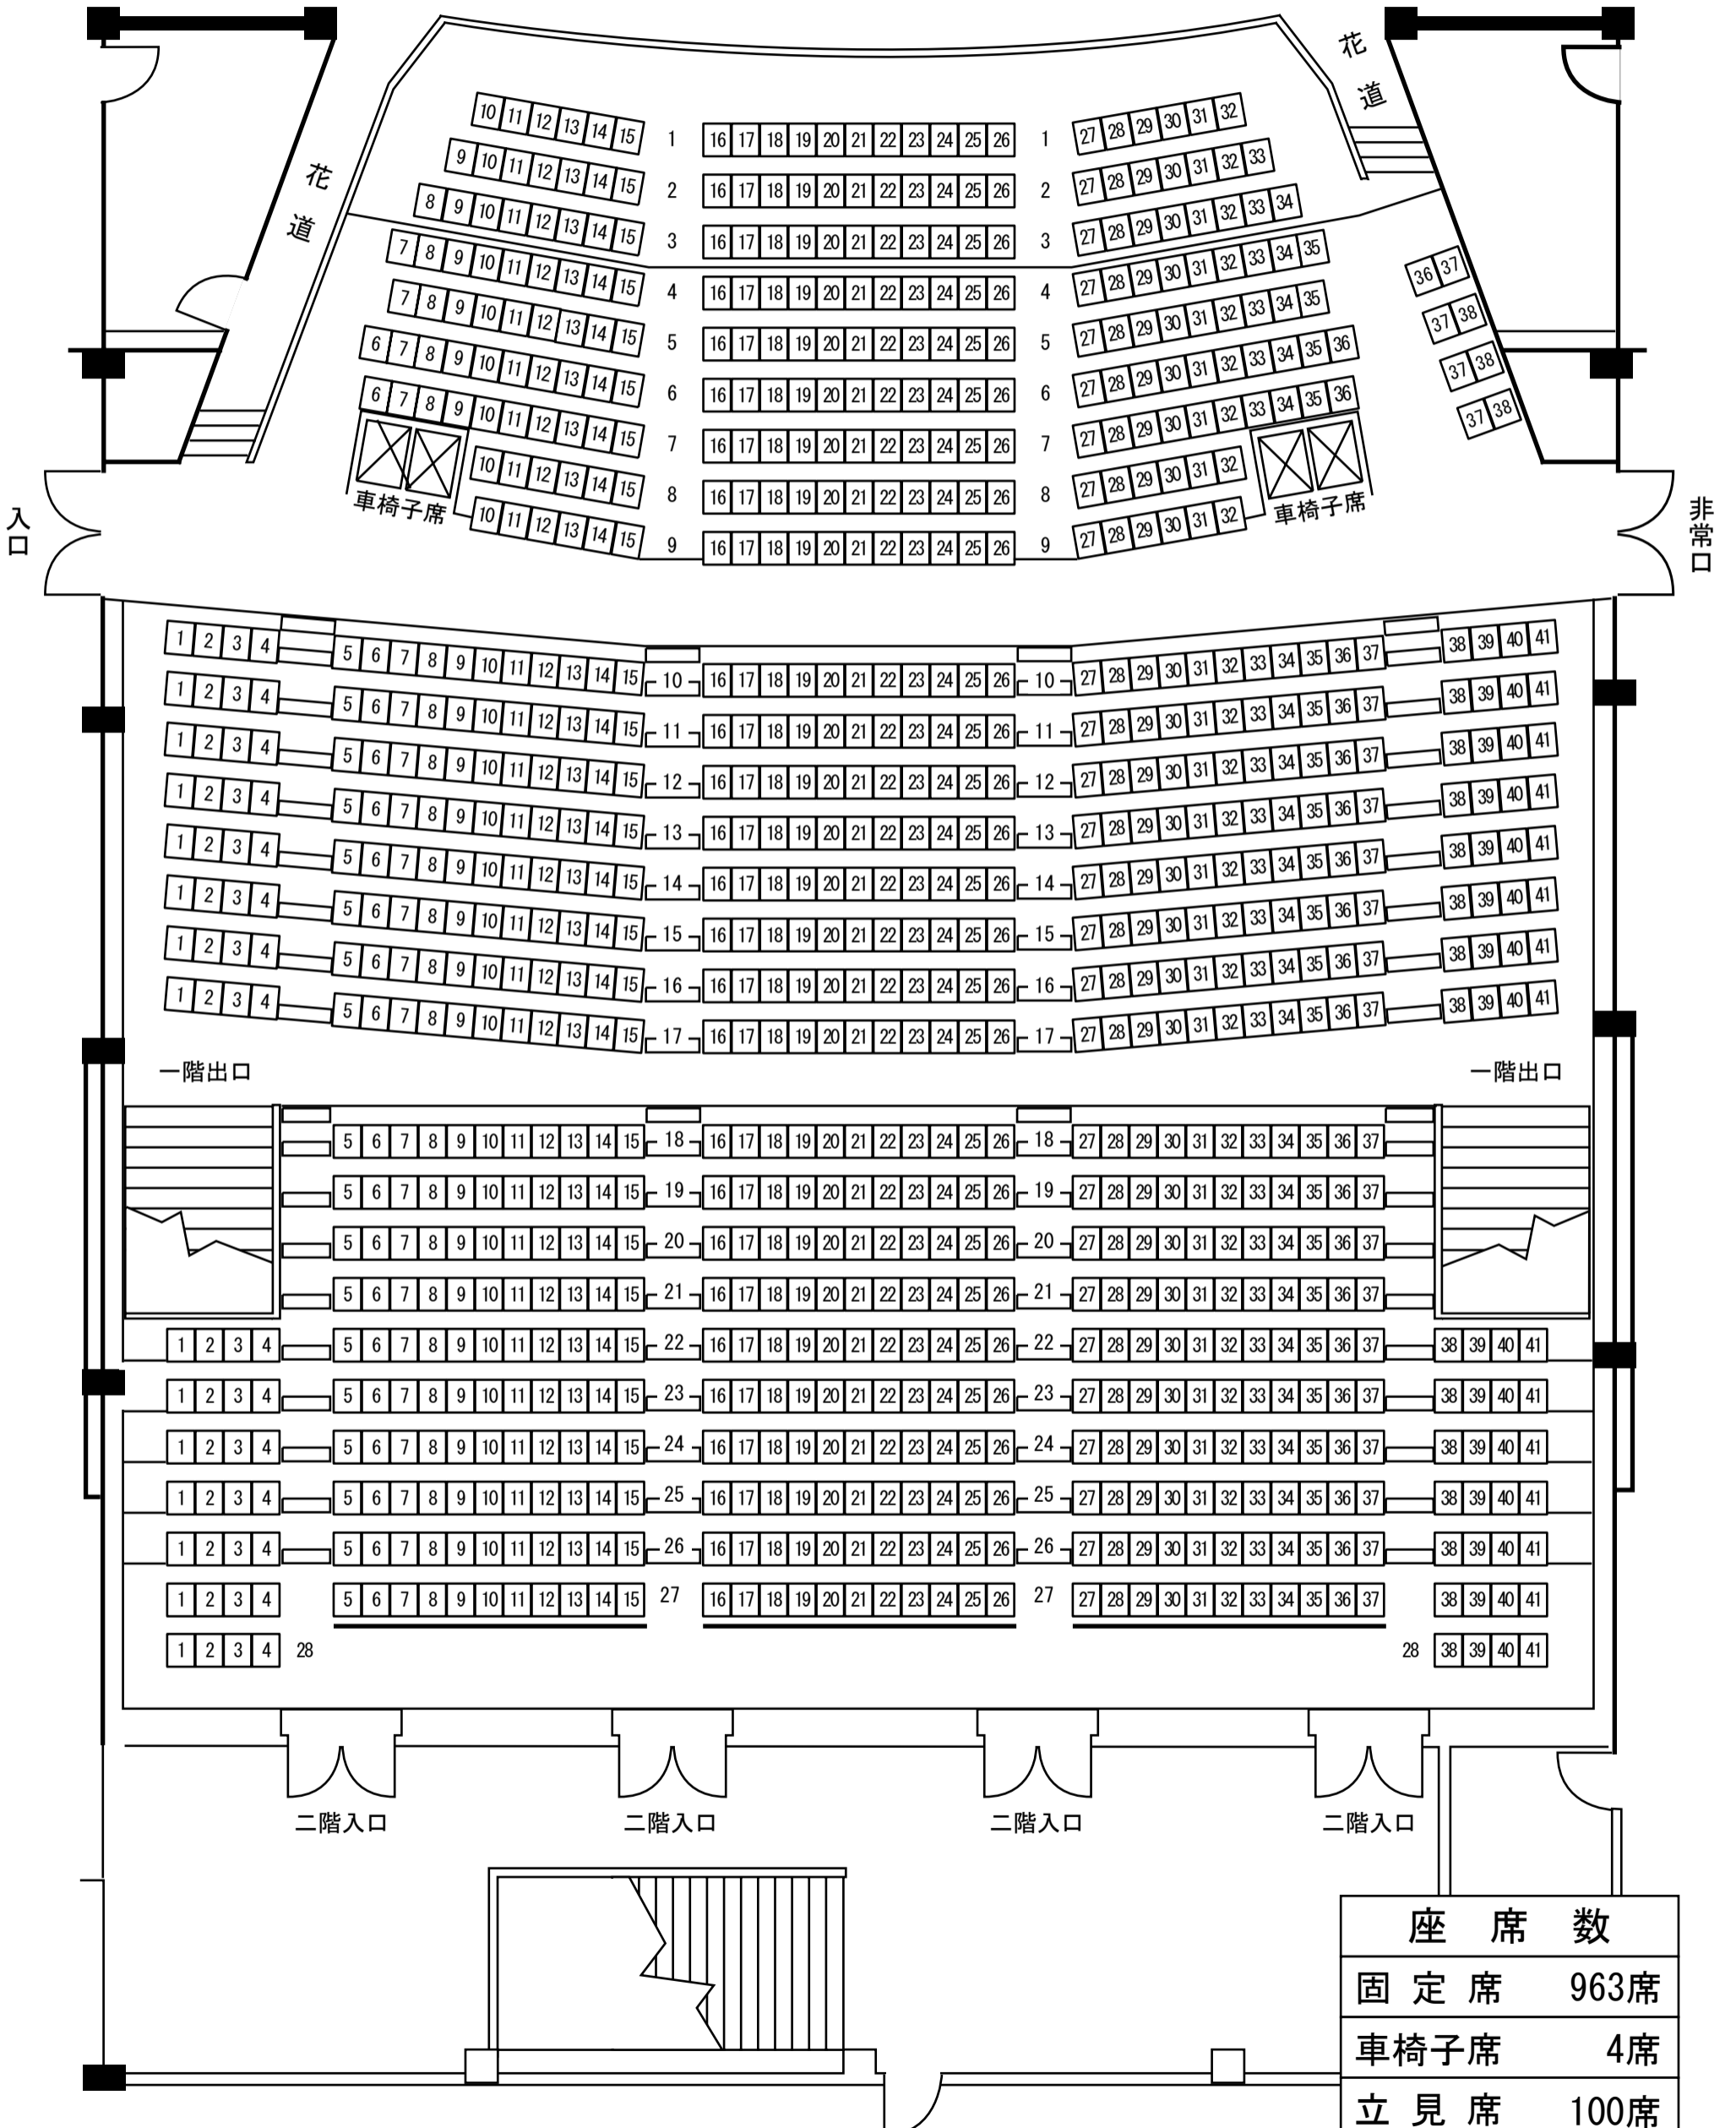 花道
花道
10 11 12 13 14 15 1 16 17 18 19 20 21 22 23 24 25 26 1 27 28 29 30 31 32
9 10 11 12 13 14 15 2 16 17 18 19 20 21 22 23 24 25 26 2 27 28 29 30 31 32 33
8 9 10 11 12 13 14 15 3 16 17 18 19 20 21 22 23 24 25 26 3 27 28 29 30 31 32 33 34
7 8 9 10 11 12 13 14 15 4 16 17 18 19 20 21 22 23 24 25 26 4 27 28 29 30 31 32 33 34 35 36 37
7 8 9 10 11 12 13 14 15 5 16 17 18 19 20 21 22 23 24 25 26 5 27 28 29 30 31 32 33 34 35 37 38
6 7 8 9 10 11 12 13 14 15 6 16 17 18 19 20 21 22 23 24 25 26 6 27 28 29 30 31 32 33 34 35 36 37 38
6 7 8 9 10 11 12 13 14 15 7 16 17 18 19 20 21 22 23 24 25 26 7 27 28 29 30 31 32 33 34 35 36 37 38
10 11 12 13 14 15 8 16 17 18 19 20 21 22 23 24 25 26 8 27 28 29 30 31 32
車椅子席
車椅子席
10 11 12 13 14 15 9 16 17 18 19 20 21 22 23 24 25 26 9 27 28 29 30 31 32
入口
非常口
1 2 3 4 5 6 7 8 9 10 11 12 13 14 15 10 16 17 18 19 20 21 22 23 24 25 26 10 27 28 29 30 31 32 33 34 35 36 37 38 39 40 41
1 2 3 4 5 6 7 8 9 10 11 12 13 14 15 11 16 17 18 19 20 21 22 23 24 25 26 11 27 28 29 30 31 32 33 34 35 36 37 38 39 40 41
1 2 3 4 5 6 7 8 9 10 11 12 13 14 15 12 16 17 18 19 20 21 22 23 24 25 26 12 27 28 29 30 31 32 33 34 35 36 37 38 39 40 41
1 2 3 4 5 6 7 8 9 10 11 12 13 14 15 13 16 17 18 19 20 21 22 23 24 25 26 13 27 28 29 30 31 32 33 34 35 36 37 38 39 40 41
1 2 3 4 5 6 7 8 9 10 11 12 13 14 15 14 16 17 18 19 20 21 22 23 24 25 26 14 27 28 29 30 31 32 33 34 35 36 37 38 39 40 41
1 2 3 4 5 6 7 8 9 10 11 12 13 14 15 15 16 17 18 19 20 21 22 23 24 25 26 15 27 28 29 30 31 32 33 34 35 36 37 38 39 40 41
1 2 3 4 5 6 7 8 9 10 11 12 13 14 15 16 16 17 18 19 20 21 22 23 24 25 26 16 27 28 29 30 31 32 33 34 35 36 37 38 39 40 41
1 2 3 4 5 6 7 8 9 10 11 12 13 14 15 17 16 17 18 19 20 21 22 23 24 25 26 17 27 28 29 30 31 32 33 34 35 36 37 38 39 40 41
一階出口
一階出口
5 6 7 8 9 10 11 12 13 14 15 18 16 17 18 19 20 21 22 23 24 25 26 18 27 28 29 30 31 32 33 34 35 36 37
5 6 7 8 9 10 11 12 13 14 15 19 16 17 18 19 20 21 22 23 24 25 26 19 27 28 29 30 31 32 33 34 35 36 37
5 6 7 8 9 10 11 12 13 14 15 20 16 17 18 19 20 21 22 23 24 25 26 20 27 28 29 30 31 32 33 34 35 36 37
5 6 7 8 9 10 11 12 13 14 15 21 16 17 18 19 20 21 22 23 24 25 26 21 27 28 29 30 31 32 33 34 35 36 37
1 2 3 4 5 6 7 8 9 10 11 12 13 14 15 22 16 17 18 19 20 21 22 23 24 25 26 22 27 28 29 30 31 32 33 34 35 36 37 38 39 40 41
1 2 3 4 5 6 7 8 9 10 11 12 13 14 15 23 16 17 18 19 20 21 22 23 24 25 26 23 27 28 29 30 31 32 33 34 35 36 37 38 39 40 41
1 2 3 4 5 6 7 8 9 10 11 12 13 14 15 24 16 17 18 19 20 21 22 23 24 25 26 24 27 28 29 30 31 32 33 34 35 36 37 38 39 40 41
1 2 3 4 5 6 7 8 9 10 11 12 13 14 15 25 16 17 18 19 20 21 22 23 24 25 26 25 27 28 29 30 31 32 33 34 35 36 37 38 39 40 41
1 2 3 4 5 6 7 8 9 10 11 12 13 14 15 26 16 17 18 19 20 21 22 23 24 25 26 26 27 28 29 30 31 32 33 34 35 36 37 38 39 40 41
1 2 3 4 5 6 7 8 9 10 11 12 13 14 15 27 16 17 18 19 20 21 22 23 24 25 26 27 27 28 29 30 31 32 33 34 35 36 37 38 39 40 41
1 2 3 4 28 28 38 39 40 41
二階入口 二階入口 二階入口 二階入口
座席数
固定席 963席
車椅子席 4席
立見席 100席